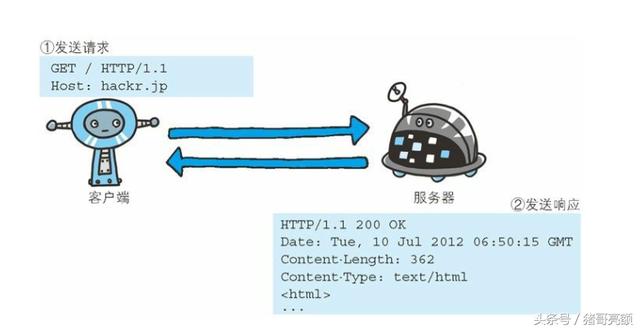 ①发送请求
GET / HTTP/1.1
Host: hackr.jp
客户端
服务器
②发送响应
HTTP/1.1 200 OK
Date: Tue, 10 Jul 2012 06:50:15 GMT
Content-Length: 362
Content-Type: text/html
<html>
...
头条号／猪哥亮额